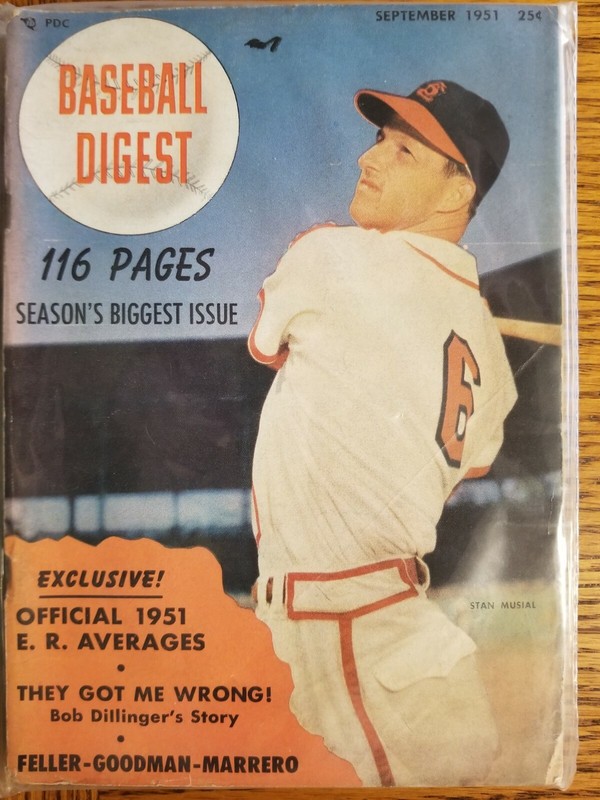 PDC
SEPTEMBER 1951 25¢
BASEBALL
DIGEST
116 PAGES
SEASON'S BIGGEST ISSUE
6
EXCLUSIVE!
OFFICIAL 1951
E. R. AVERAGES
•
THEY GOT ME WRONG!
Bob Dillinger's Story
•
FELLER-GOODMAN-MARRERO
STAN MUSIAL